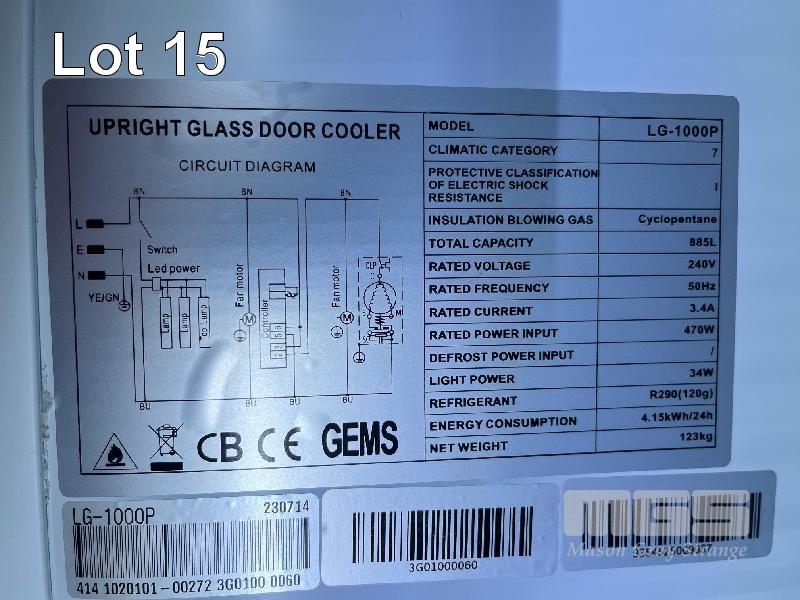 Lot 15
UPRIGHT GLASS DOOR COOLER
CIRCUIT DIAGRAM
BN BN BN
L
E
N
YE/GN
Switch
Led power
Lamp
Lamp
Fan motor
M
Controller
Fan motor
M
CLP
M
BU BU BU BU
CB CE GEMS
MODEL LG-1000P
CLIMATIC CATEGORY 7
PROTECTIVE CLASSIFICATION
OF ELECTRIC SHOCK I
RESISTANCE
INSULATION BLOWING GAS Cyclopentane
TOTAL CAPACITY 885L
RATED VOLTAGE 240V
RATED FREQUENCY 50Hz
RATED CURRENT 3.4A
RATED POWER INPUT 470W
DEFROST POWER INPUT /
LIGHT POWER 34W
REFRIGERANT R290(120g)
ENERGY CONSUMPTION 4.15kWh/24h
NET WEIGHT 123kg
LG-1000P 230714
414 1020101-00272 3G0100 0060
3G01000060
MGS
Mason Gray Strange